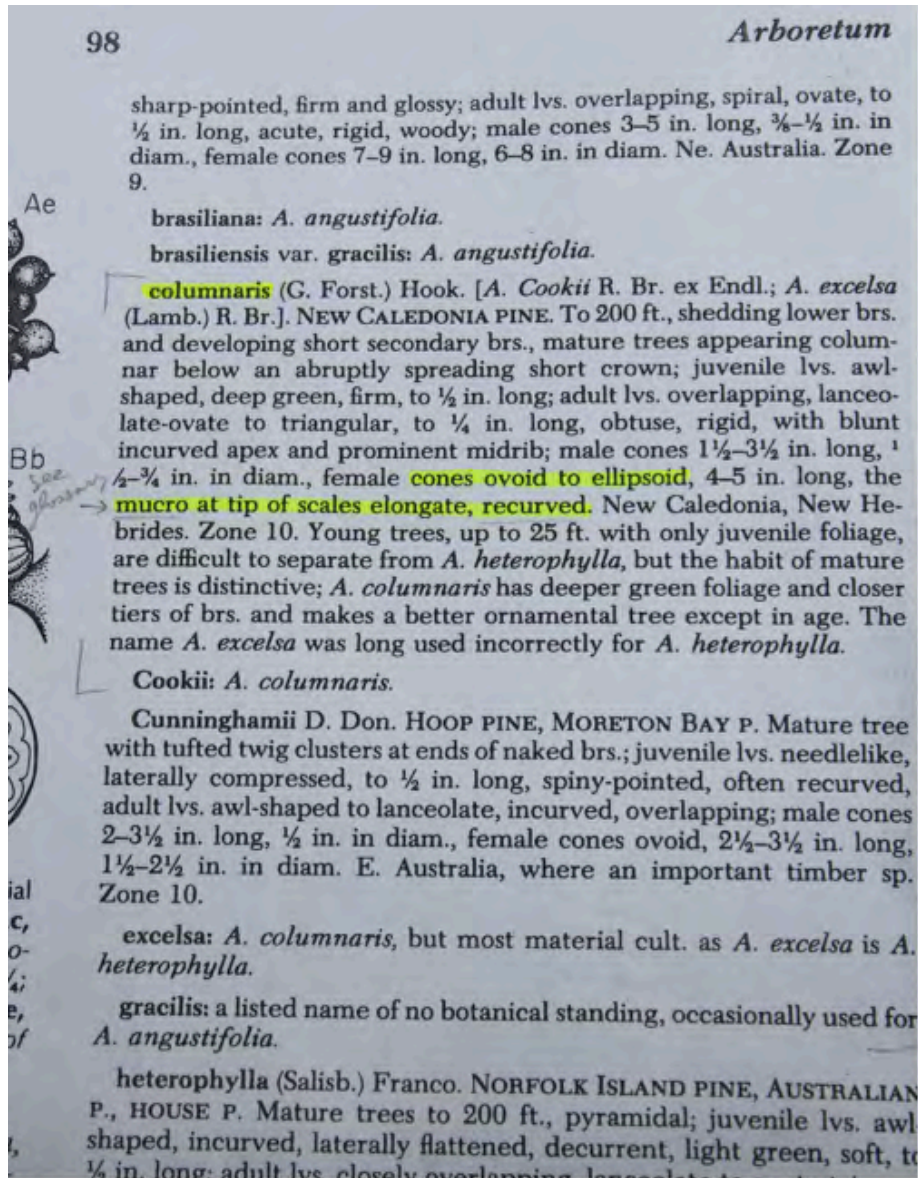 98
Arboretum
sharp-pointed, firm and glossy; adult lvs. overlapping, spiral, ovate, to
½ in. long, acute, rigid, woody; male cones 3–5 in. long, ⅜–½ in. in
diam., female cones 7–9 in. long, 6–8 in. in diam. Ne. Australia. Zone
9.
Ae
brasiliana: A. angustifolia.
brasiliensis var. gracilis: A. angustifolia.
columnaris (G. Forst.) Hook. [A. Cookii R. Br. ex Endl.; A. excelsa
(Lamb.) R. Br.]. NEW CALEDONIA PINE. To 200 ft., shedding lower brs.
and developing short secondary brs., mature trees appearing colum-
nar below an abruptly spreading short crown; juvenile lvs. awl-
shaped, deep green, firm, to ½ in. long; adult lvs. overlapping, lanceo-
late-ovate to triangular, to ¼ in. long, obtuse, rigid, with blunt
incurved apex and prominent midrib; male cones 1½–3½ in. long, ¹
Bb
see
glossary
⁄₂–¾ in. in diam., female cones ovoid to ellipsoid, 4–5 in. long, the
→ mucro at tip of scales elongate, recurved. New Caledonia, New He-
brides. Zone 10. Young trees, up to 25 ft. with only juvenile foliage,
are difficult to separate from A. heterophylla, but the habit of mature
trees is distinctive; A. columnaris has deeper green foliage and closer
tiers of brs. and makes a better ornamental tree except in age. The
name A. excelsa was long used incorrectly for A. heterophylla.
Cookii: A. columnaris.
Cunninghamii D. Don. HOOP PINE, MORETON BAY P. Mature tree
with tufted twig clusters at ends of naked brs.; juvenile lvs. needlelike,
laterally compressed, to ½ in. long, spiny-pointed, often recurved,
adult lvs. awl-shaped to lanceolate, incurved, overlapping; male cones
2–3½ in. long, ½ in. in diam., female cones ovoid, 2½–3½ in. long,
1½–2½ in. in diam. E. Australia, where an important timber sp.
Zone 10.
ial
c,
o-
¼;
e,
of
excelsa: A. columnaris, but most material cult. as A. excelsa is A.
heterophylla.
gracilis: a listed name of no botanical standing, occasionally used for
A. angustifolia.
heterophylla (Salisb.) Franco. NORFOLK ISLAND PINE, AUSTRALIAN
P., HOUSE P. Mature trees to 200 ft., pyramidal; juvenile lvs. awl
shaped, incurved, laterally flattened, decurrent, light green, soft, to
¼ in. long; adult lvs. closely overlapping, lanceolate to